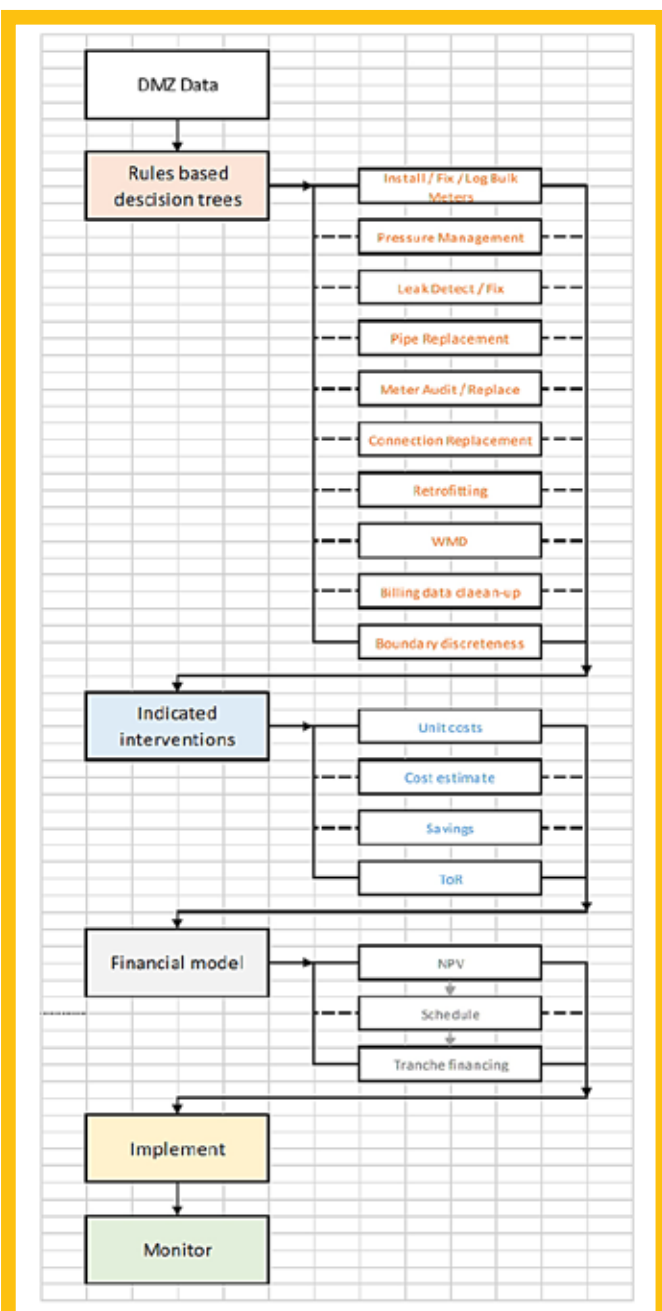 DMZ Data
Rules based
descision trees
Install / Fix / Log Bulk
Meters
Pressure Management
Leak Detect / Fix
Pipe Replacement
Meter Audit / Replace
Connection Replacement
Retrofitting
WMD
Billing data claean-up
Boundary discreteness
Indicated
interventions
Unit costs
Cost estimate
Savings
ToR
Financial model
NPV
Schedule
Tranche financing
Implement
Monitor